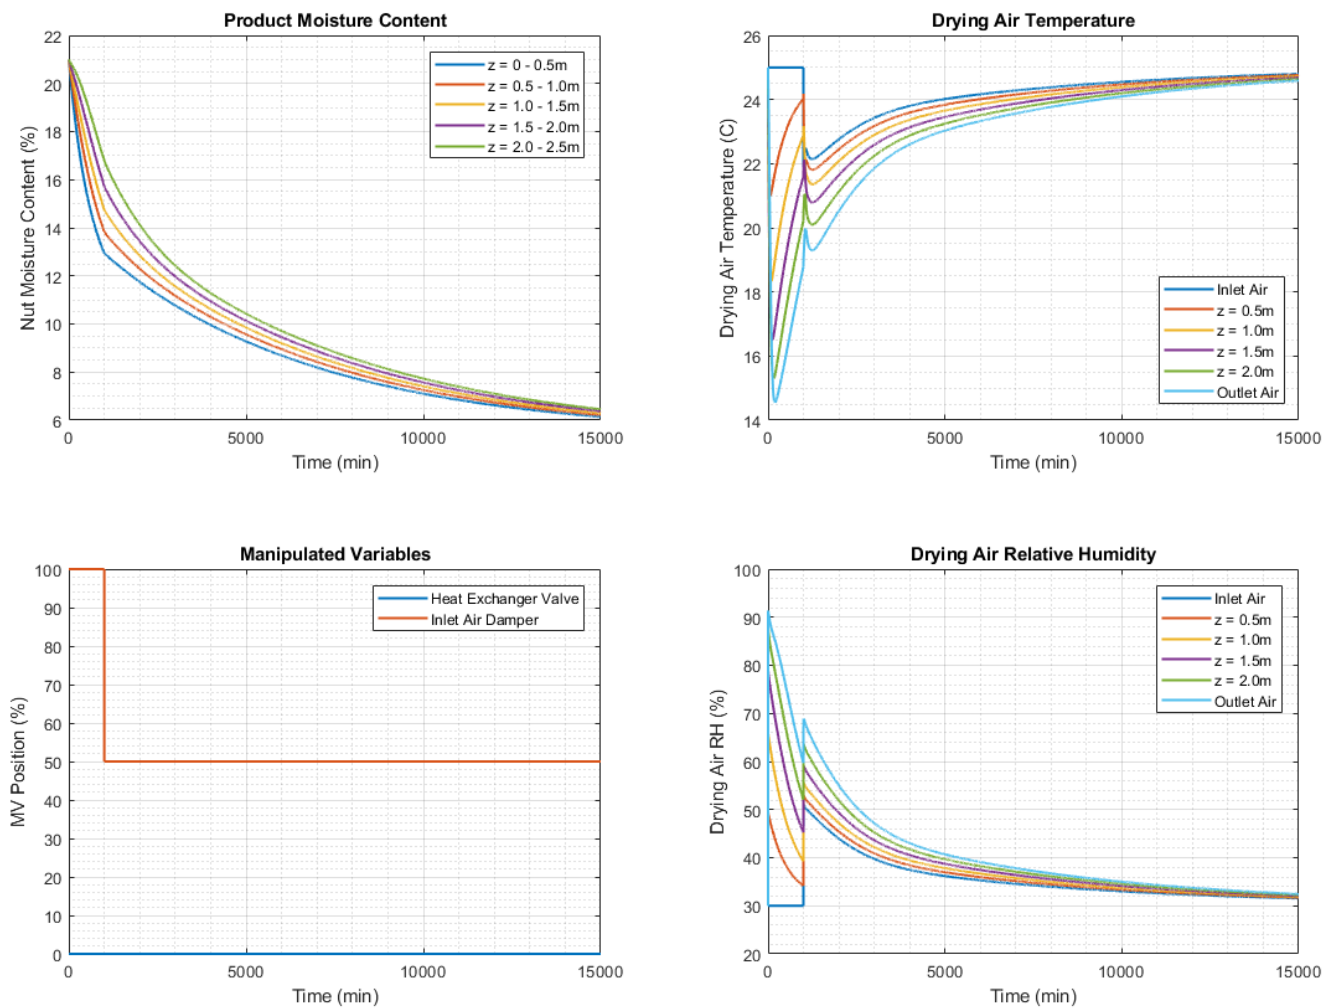 Product Moisture Content
Nut Moisture Content (%)
22
20
18
16
14
12
10
8
6
0
5000
10000
15000
Time (min)
z = 0 - 0.5m
z = 0.5 - 1.0m
z = 1.0 - 1.5m
z = 1.5 - 2.0m
z = 2.0 - 2.5m
Drying Air Temperature
Drying Air Temperature (C)
26
24
22
20
18
16
14
0
5000
10000
15000
Time (min)
Inlet Air
z = 0.5m
z = 1.0m
z = 1.5m
z = 2.0m
Outlet Air
Manipulated Variables
MV Position (%)
100
90
80
70
60
50
40
30
20
10
0
0
5000
10000
15000
Time (min)
Heat Exchanger Valve
Inlet Air Damper
Drying Air Relative Humidity
Drying Air RH (%)
100
90
80
70
60
50
40
30
20
0
5000
10000
15000
Time (min)
Inlet Air
z = 0.5m
z = 1.0m
z = 1.5m
z = 2.0m
Outlet Air